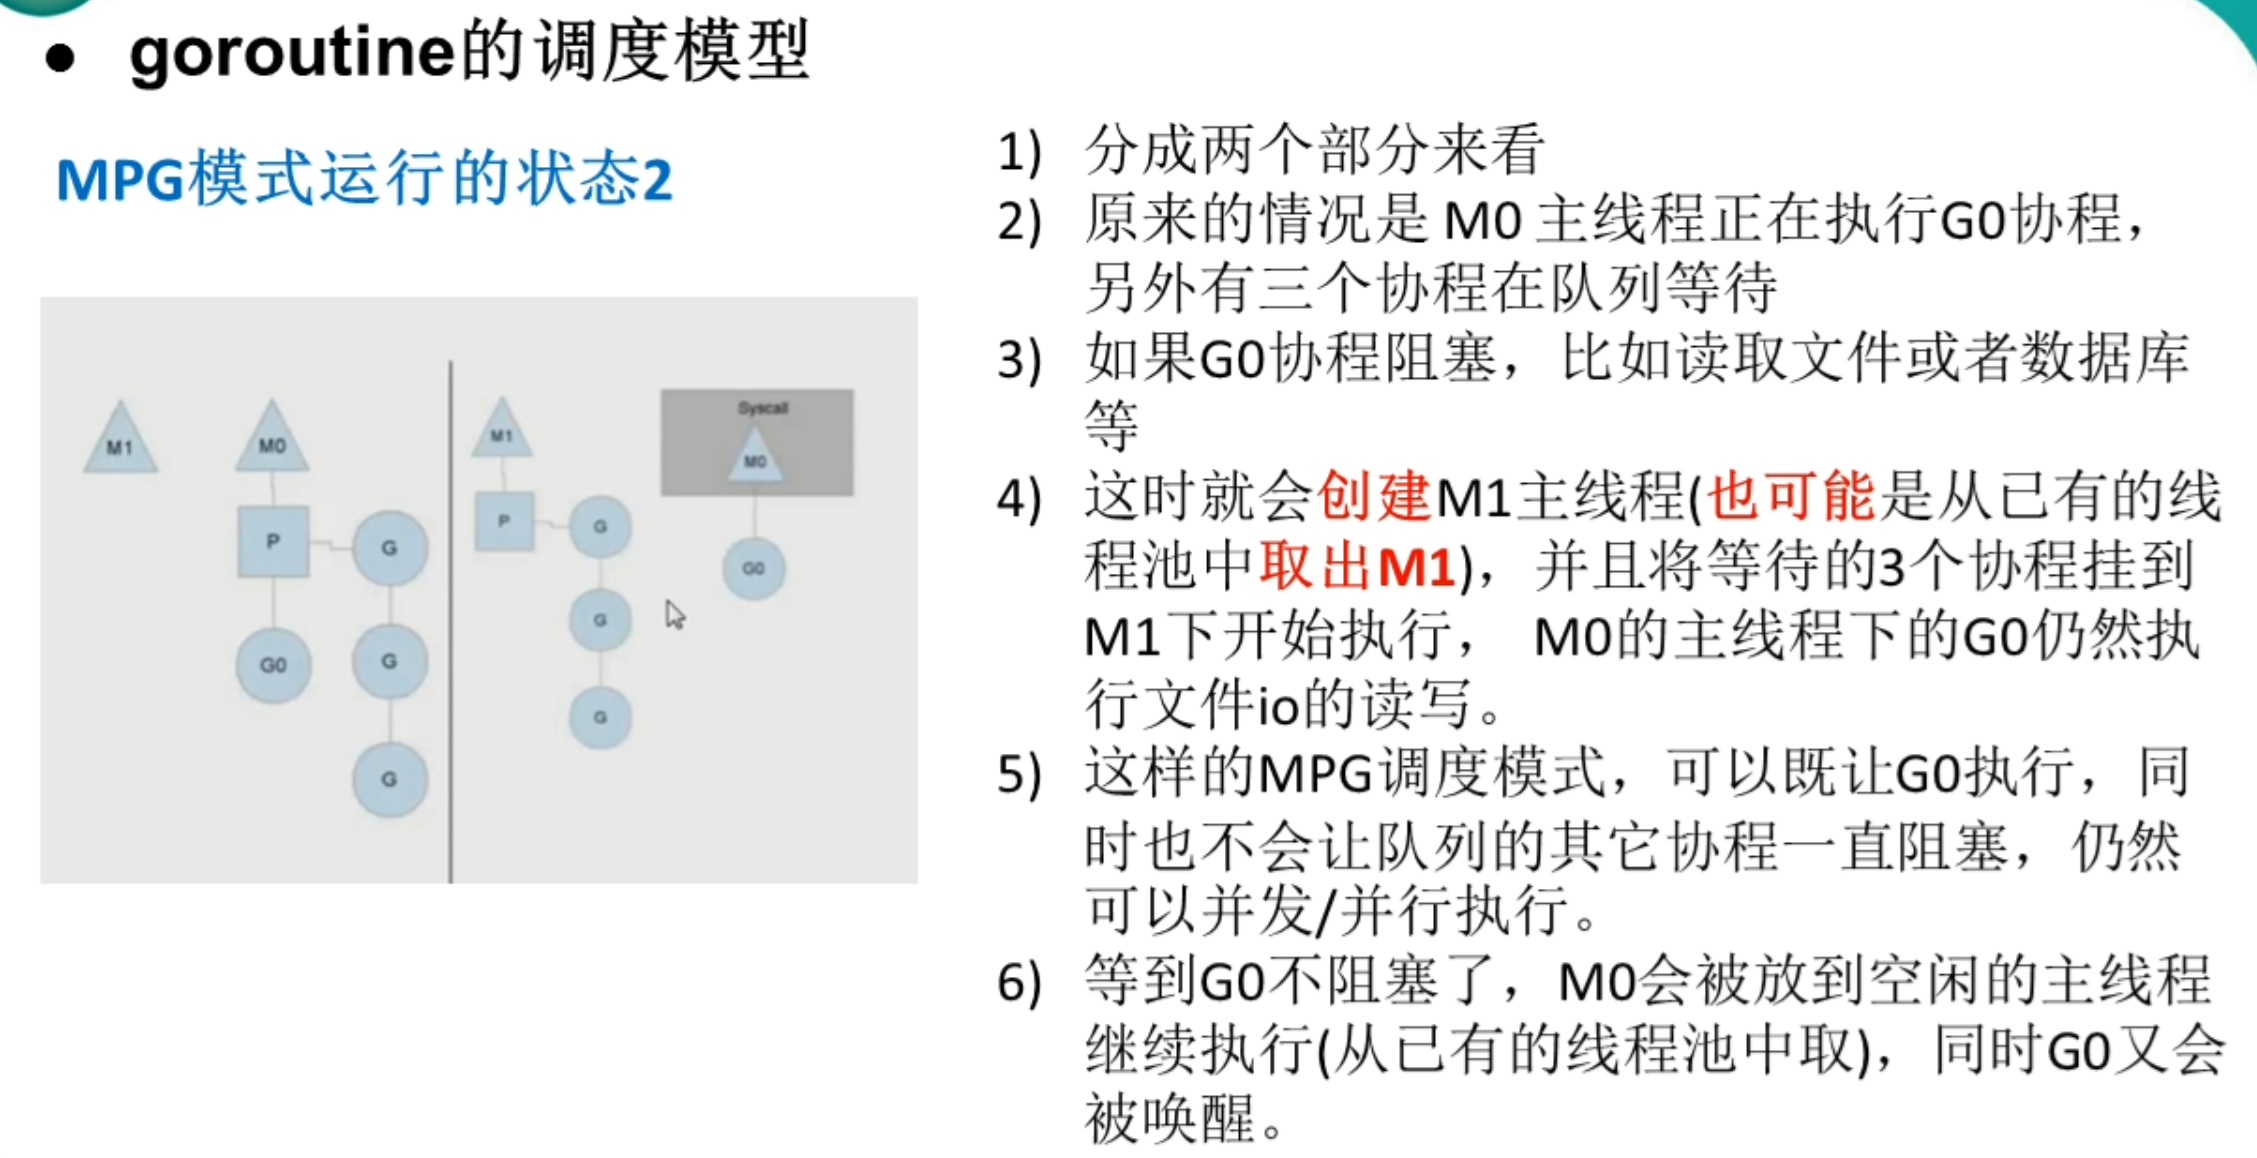 ● goroutine的调度模型
MPG模式运行的状态2
M1
M0
P
G
G0
G
G
M1
P
G
G
G
Syscall
M0
G0
1) 分成两个部分来看
2) 原来的情况是 M0 主线程正在执行G0协程，
另外有三个协程在队列等待
3) 如果G0协程阻塞，比如读取文件或者数据库
等
4) 这时就会创建M1主线程(也可能是从已有的线
程池中取出M1)，并且将等待的3个协程挂到
M1下开始执行， M0的主线程下的G0仍然执
行文件io的读写。
5) 这样的MPG调度模式，可以既让G0执行，同
时也不会让队列的其它协程一直阻塞，仍然
可以并发/并行执行。
6) 等到G0不阻塞了，M0会被放到空闲的主线程
继续执行(从已有的线程池中取)，同时G0又会
被唤醒。